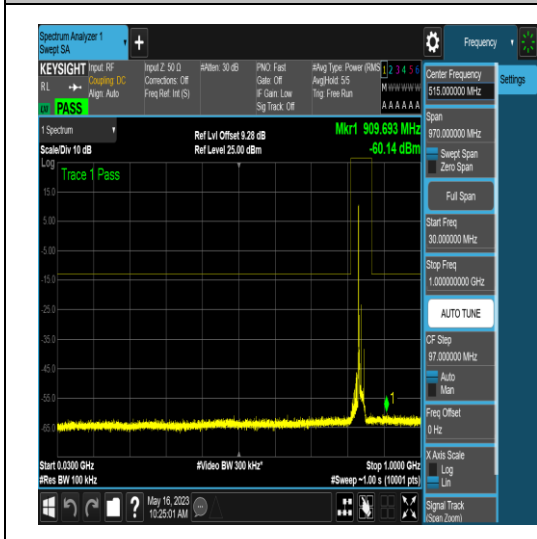 Spectrum Analyzer 1
Swept SA
+
Frequency
KEYSIGHT
RL
Input: RF
Coupling: DC
Align: Auto
Input Z: 50 Ω
Corrections: Off
Freq Ref: Int (S)
#Atten: 30 dB
PNO: Fast
Gate: Off
IF Gain: Low
Sig Track: Off
#Avg Type: Power (RMS
Avg|Hold: 5/5
Trig: Free Run
1 2 3 4 5 6
M W W W W W
A A A A A A
PASS
1 Spectrum
Scale/Div 10 dB
Ref Lvl Offset 9.28 dB
Ref Level 25.00 dBm
Mkr1 909.693 MHz
-60.14 dBm
Log
Trace 1 Pass
15.0
5.00
-5.00
-15.0
-25.0
-35.0
-45.0
-55.0
-65.0
1
Start 0.0300 GHz
#Res BW 100 kHz
#Video BW 300 kHz*
Stop 1.0000 GHz
#Sweep ~1.00 s (10001 pts)
May 16, 2023
10:25:01 AM
?
Center Frequency
515.000000 MHz
Settings
Span
970.000000 MHz
Swept Span
Zero Span
Full Span
Start Freq
30.000000 MHz
Stop Freq
1.000000000 GHz
AUTO TUNE
CF Step
97.000000 MHz
Auto
Man
Freq Offset
0 Hz
X Axis Scale
Log
Lin
Signal Track
(Span Zoom)